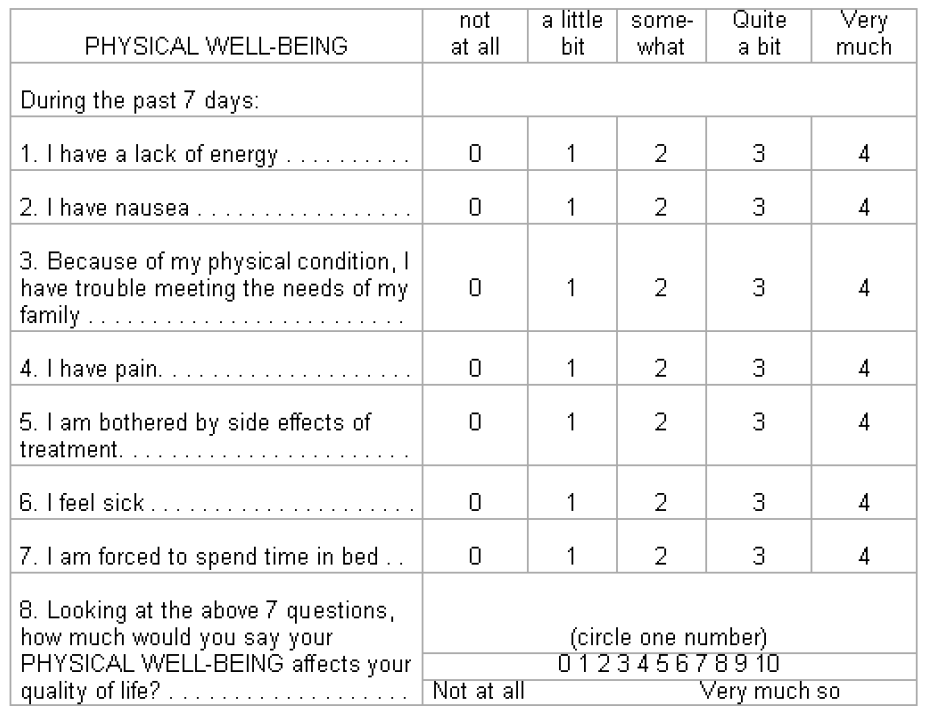 PHYSICAL WELL-BEING not at all a little bit some-what Quite a bit Very much
During the past 7 days:
1. I have a lack of energy . . . . . . . . . . 0 1 2 3 4
2. I have nausea . . . . . . . . . . . . . . . . . 0 1 2 3 4
3. Because of my physical condition, I
have trouble meeting the needs of my
family . . . . . . . . . . . . . . . . . . . . . . . . . 0 1 2 3 4
4. I have pain. . . . . . . . . . . . . . . . . . . . 0 1 2 3 4
5. I am bothered by side effects of
treatment. . . . . . . . . . . . . . . . . . . . . . . 0 1 2 3 4
6. I feel sick . . . . . . . . . . . . . . . . . . . . . 0 1 2 3 4
7. I am forced to spend time in bed . . 0 1 2 3 4
8. Looking at the above 7 questions,
how much would you say your
PHYSICAL WELL-BEING affects your
quality of life? . . . . . . . . . . . . . . . . . . .
(circle one number)
0 1 2 3 4 5 6 7 8 9 10
Not at all Very much so